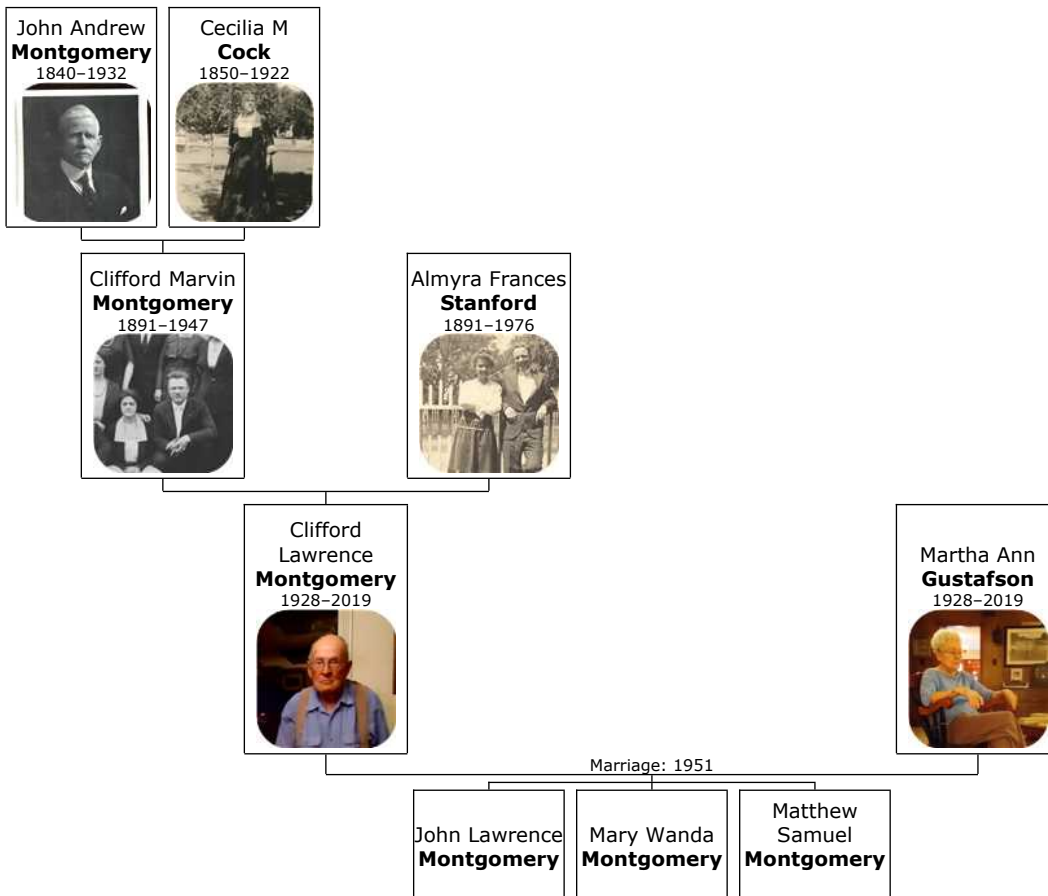 John Andrew
Montgomery
1840–1932
Cecilia M
Cock
1850–1922
Clifford Marvin
Montgomery
1891–1947
Almyra Frances
Stanford
1891–1976
Clifford
Lawrence
Montgomery
1928–2019
Martha Ann
Gustafson
1928–2019
Marriage: 1951
John Lawrence
Montgomery
Mary Wanda
Montgomery
Matthew
Samuel
Montgomery